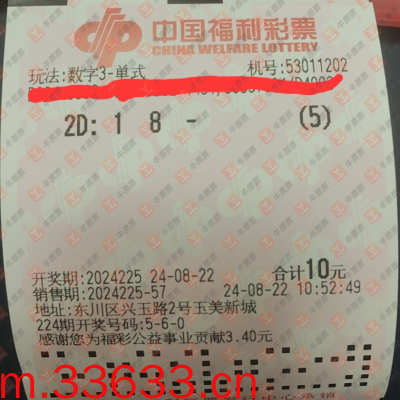 中国福利彩票
CHINA WELFARE LOTTERY
玩法:数字3-单式 机号:53011202
2D: 1 8 - (5)
开奖期:2024225 24-08-22 合计10元
销售期:2024225-57 24-08-22 10:52:49
地址:东川区兴玉路2号玉美新城
224期开奖号码:5-6-0
感谢您为福彩公益事业贡献3.40元
m.33633.cn